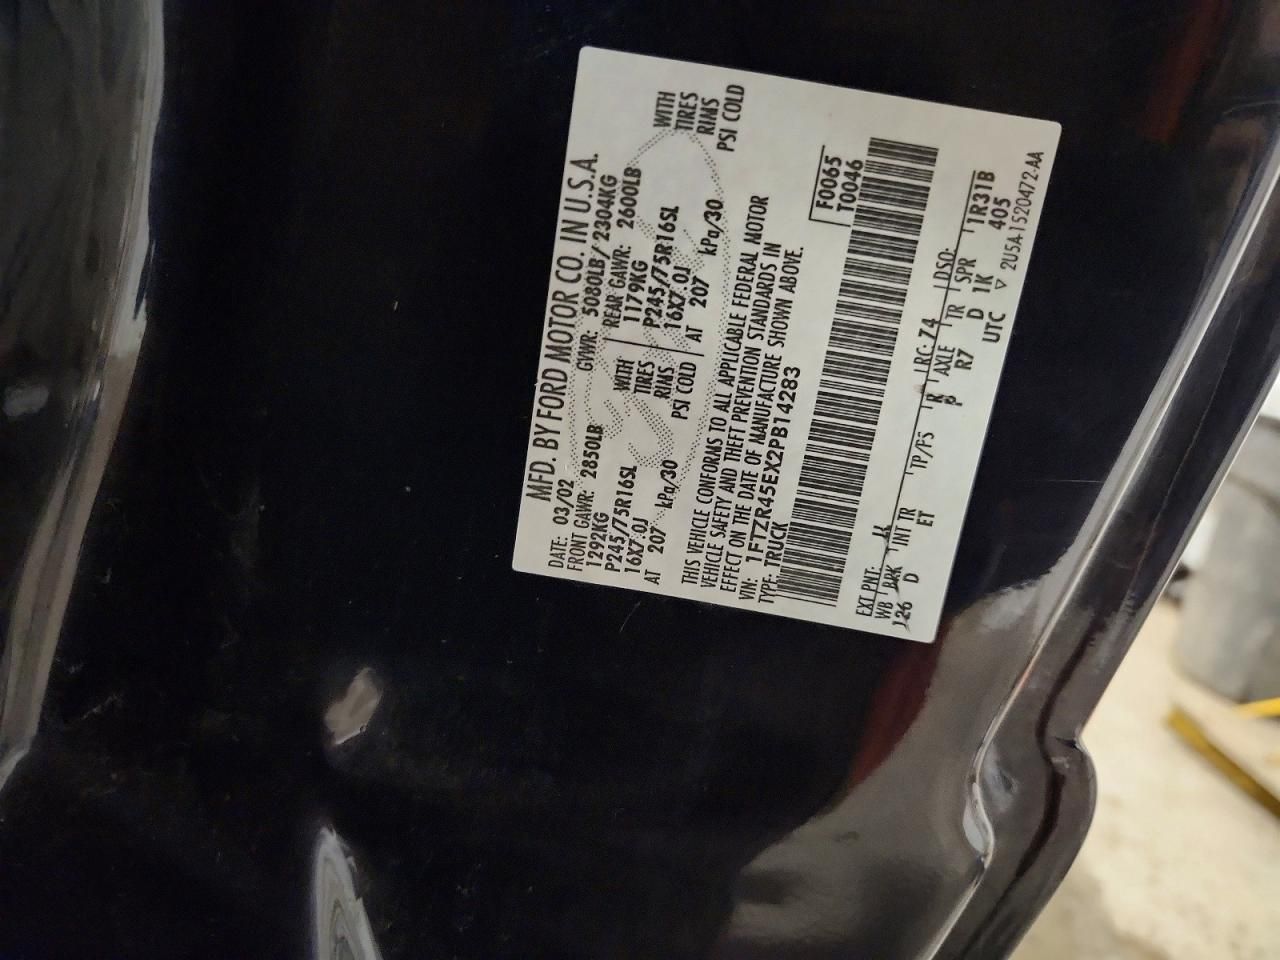 MFD. BY FORD MOTOR CO. IN U.S.A.
DATE: 03/02 GVWR: 5080LB/ 2304KG
FRONT GAWR: 2850LB REAR GAWR: 2600LB
1292KG WITH 1179KG WITH
P245/75R16SL TIRES P245/75R16SL TIRES
16X7.0J RIMS 16X7.0J RIMS
AT 207 kPa/30 PSI COLD AT 207 kPa/30 PSI COLD
THIS VEHICLE CONFORMS TO ALL APPLICABLE FEDERAL MOTOR
VEHICLE SAFETY AND THEFT PREVENTION STANDARDS IN
EFFECT ON THE DATE OF MANUFACTURE SHOWN ABOVE.
VIN: 1FTZR45EX2PB14283 F0065
TYPE: TRUCK T0046
EXT PNT: RC: Z4 DSO:
WB BRK INT TR TP/PS R AXLE TR SPR 1R31B
126 D ET P R7 D 1K 405
UTC ▽ 2U5A-1520472-AA